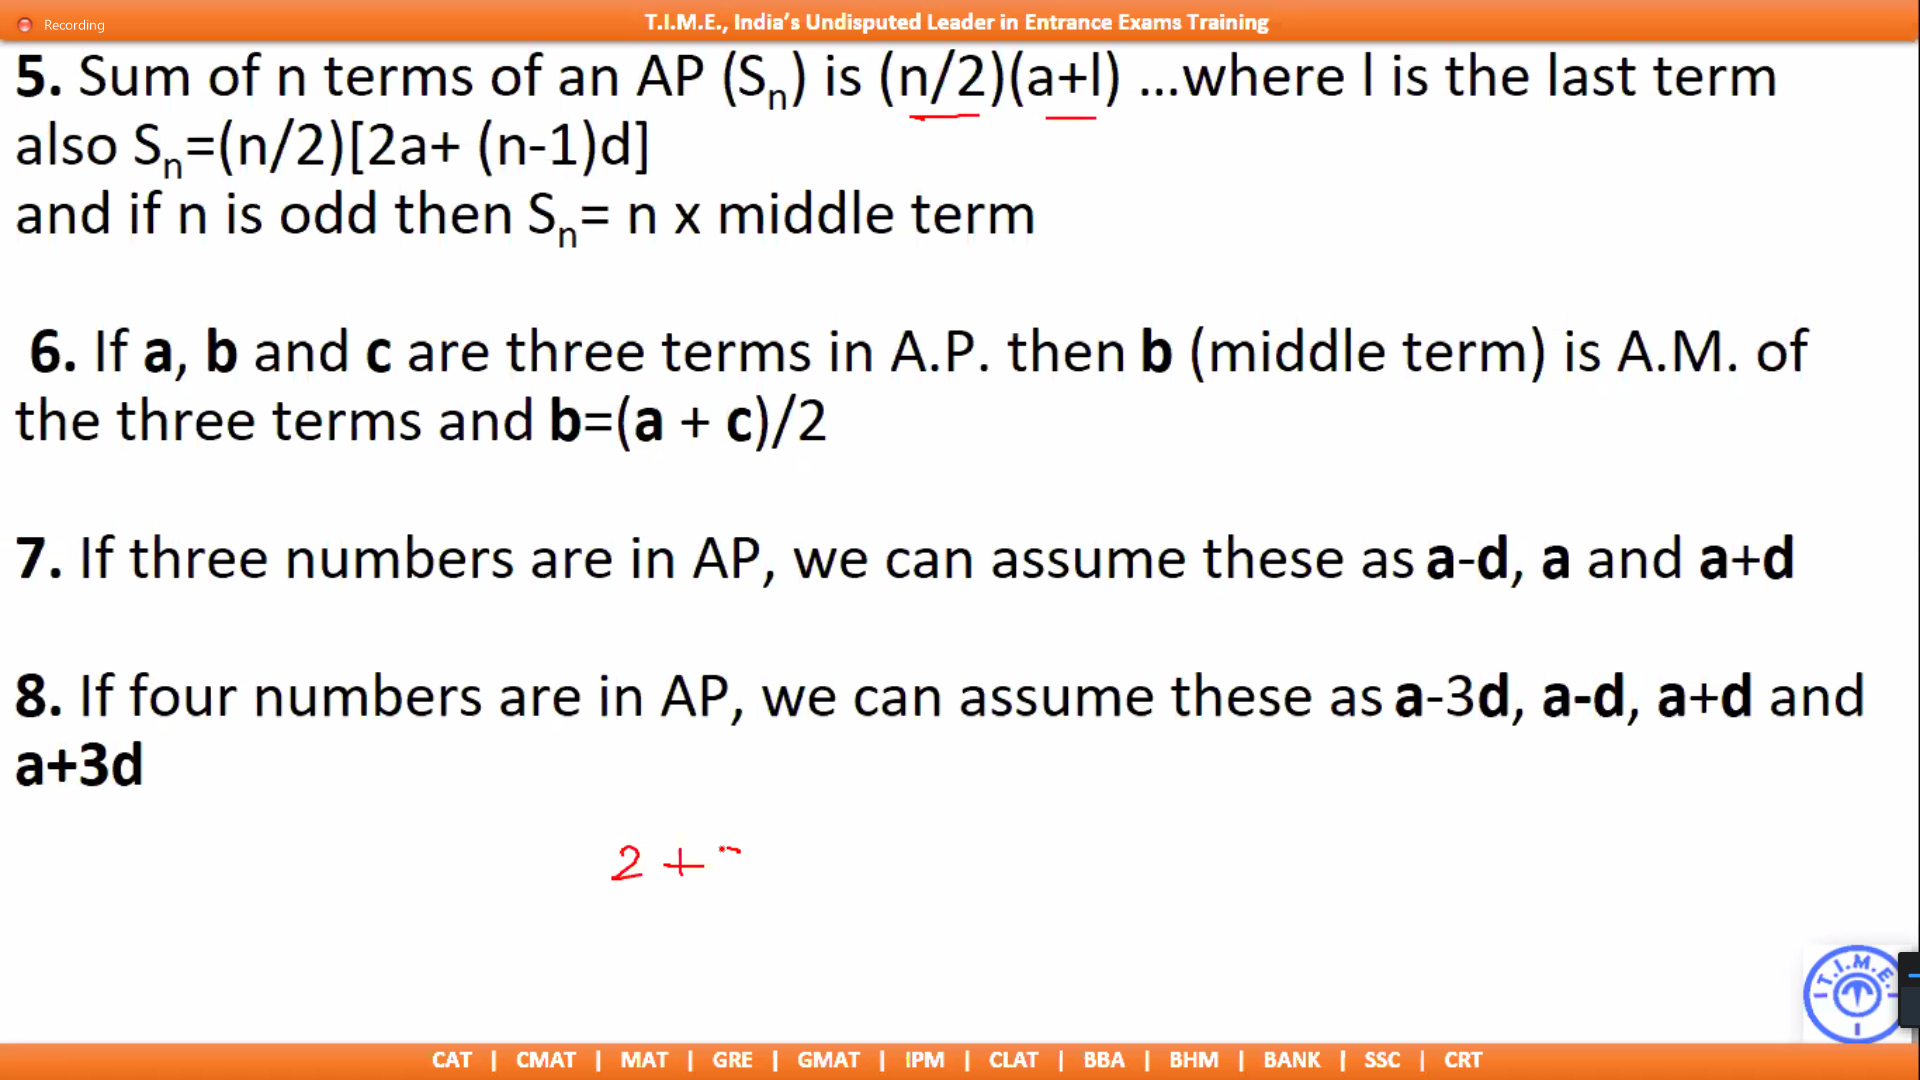 Recording
T.I.M.E., India's Undisputed Leader in Entrance Exams Training
5. Sum of n terms of an AP (Sn) is (n/2)(a+l) ...where l is the last term
also Sn=(n/2)[2a+ (n-1)d]
and if n is odd then Sn= n x middle term
6. If a, b and c are three terms in A.P. then b (middle term) is A.M. of
the three terms and b=(a + c)/2
7. If three numbers are in AP, we can assume these as a-d, a and a+d
8. If four numbers are in AP, we can assume these as a-3d, a-d, a+d and
a+3d
2 +
T.I.M.E.
CAT | CMAT | MAT | GRE | GMAT | IPM | CLAT | BBA | BHM | BANK | SSC | CRT